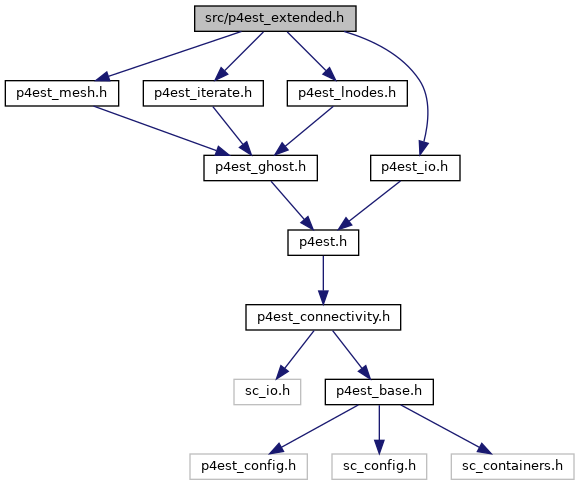 src/p4est_extended.h
p4est_mesh.h
p4est_iterate.h
p4est_lnodes.h
p4est_ghost.h
p4est_io.h
p4est.h
p4est_connectivity.h
sc_io.h
p4est_base.h
p4est_config.h
sc_config.h
sc_containers.h